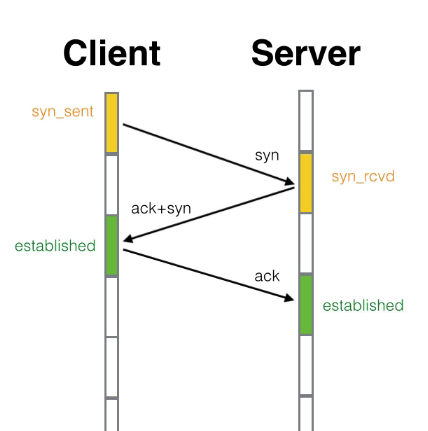 Client
Server
syn_sent
syn
syn_rcvd
ack+syn
established
ack
established